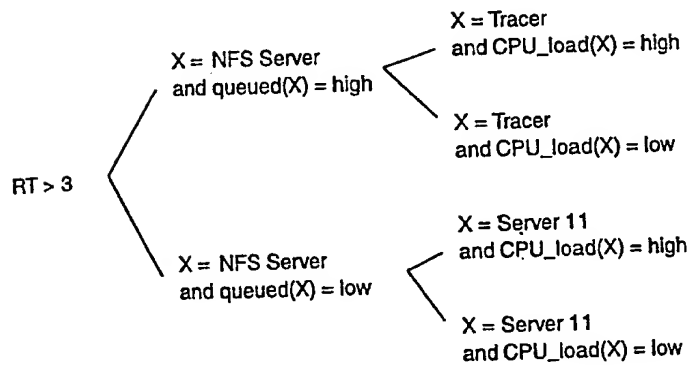 X = Tracer
and CPU_load(X) = high
X = NFS Server
and queued(X) = high
X = Tracer
and CPU_load(X) = low
RT > 3
X = Server 11
and CPU_load(X) = high
X = NFS Server
and queued(X) = low
X = Server 11
and CPU_load(X) = low